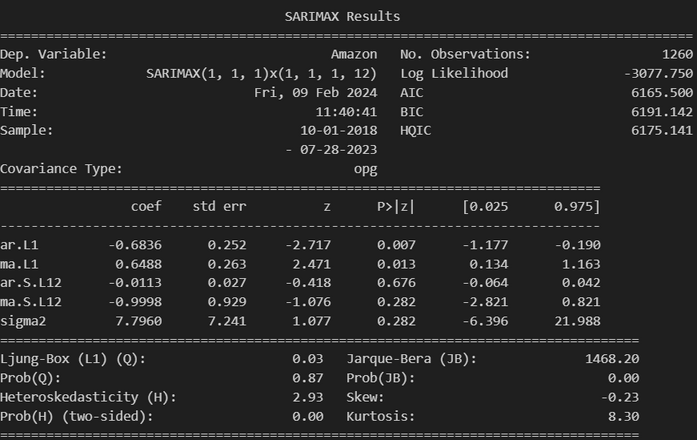 SARIMAX Results
==============================================================================
Dep. Variable: Amazon No. Observations: 1260
Model: SARIMAX(1, 1, 1)x(1, 1, 1, 12) Log Likelihood -3077.750
Date: Fri, 09 Feb 2024 AIC 6165.500
Time: 11:40:41 BIC 6191.142
Sample: 10-01-2018 HQIC 6175.141
- 07-28-2023
Covariance Type: opg
==============================================================================
coef std err z P>|z| [0.025 0.975]
------------------------------------------------------------------------------
ar.L1 -0.6836 0.252 -2.717 0.007 -1.177 -0.190
ma.L1 0.6488 0.263 2.471 0.013 0.134 1.163
ar.S.L12 -0.0113 0.027 -0.418 0.676 -0.064 0.042
ma.S.L12 -0.9998 0.929 -1.076 0.282 -2.821 0.821
sigma2 7.7960 7.241 1.077 0.282 -6.396 21.988
==============================================================================
Ljung-Box (L1) (Q): 0.03 Jarque-Bera (JB): 1468.20
Prob(Q): 0.87 Prob(JB): 0.00
Heteroskedasticity (H): 2.93 Skew: -0.23
Prob(H) (two-sided): 0.00 Kurtosis: 8.30
==============================================================================